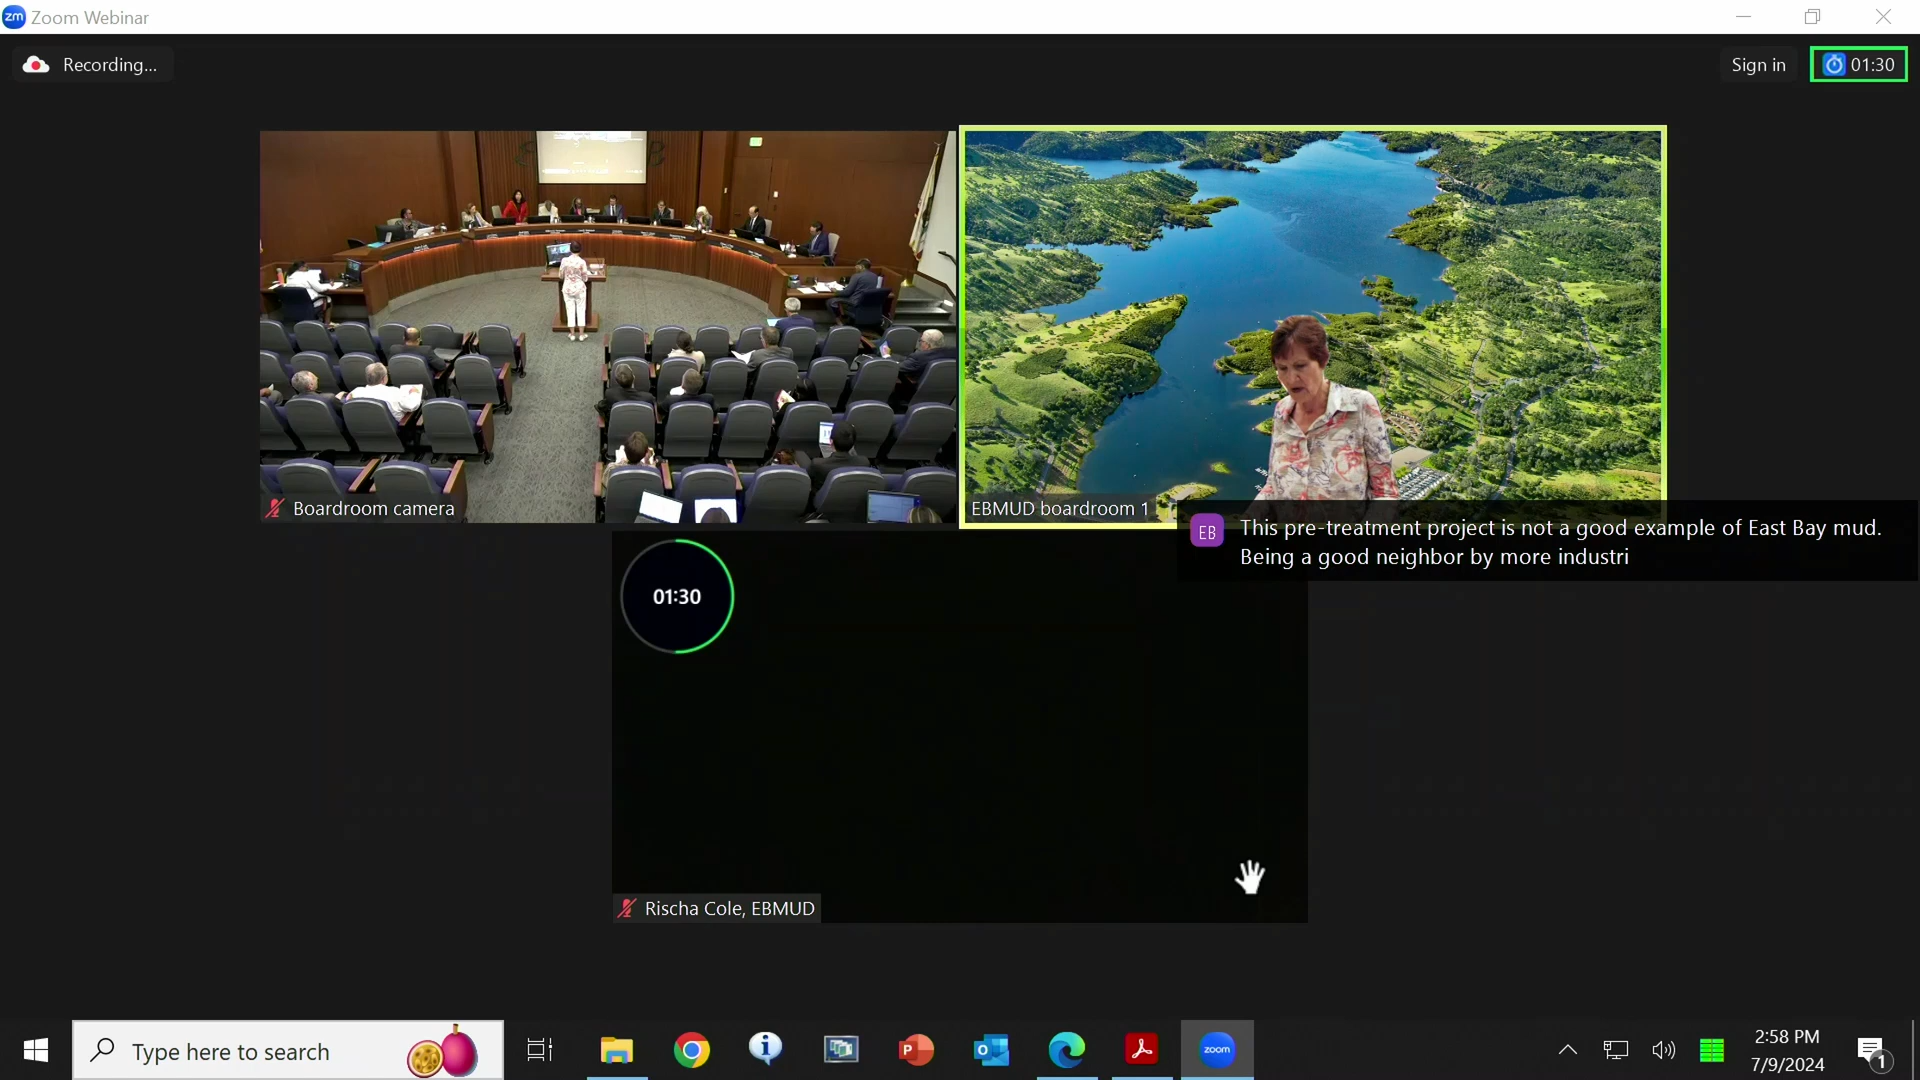 zm Zoom Webinar
Recording...
Sign in
01:30
Boardroom camera
EBMUD boardroom 1
EB
This pre-treatment project is not a good example of East Bay mud.
Being a good neighbor by more industri
01:30
Rischa Cole, EBMUD
Type here to search
zoom
2:58 PM
7/9/2024
1